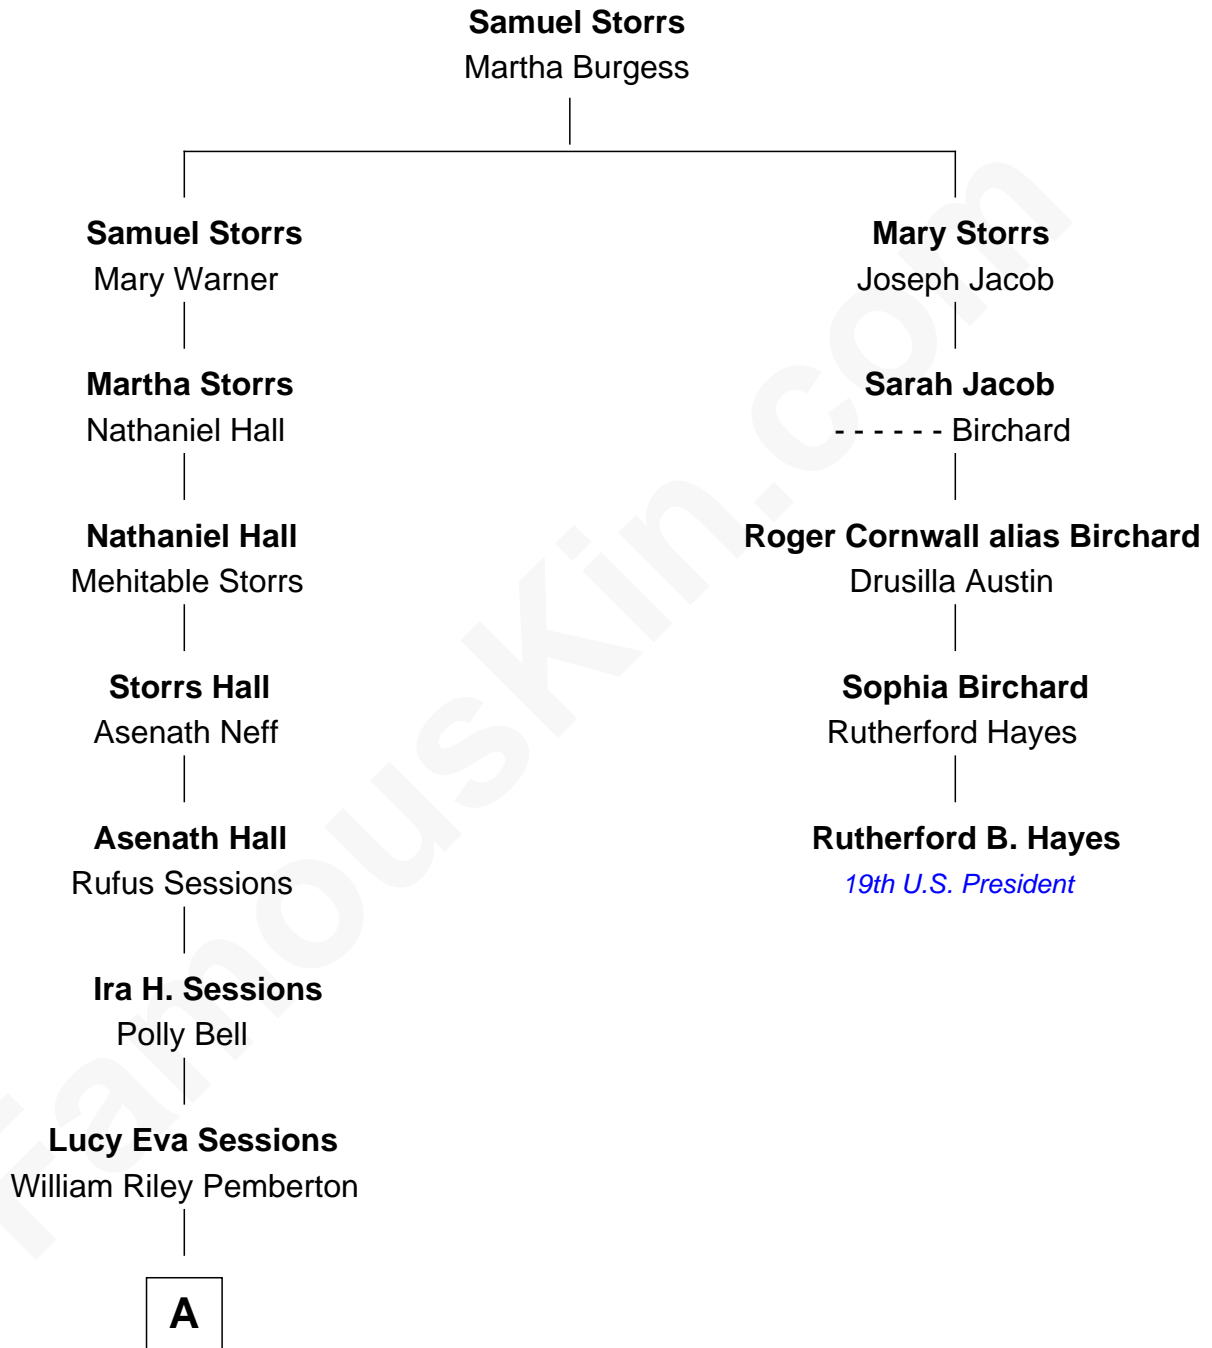 Samuel Storrs
Martha Burgess
Samuel Storrs
Mary Warner
Mary Storrs
Joseph Jacob
Martha Storrs
Nathaniel Hall
Sarah Jacob
- - - - - - Birchard
Nathaniel Hall
Mehitable Storrs
Roger Cornwall alias Birchard
Drusilla Austin
Storrs Hall
Asenath Neff
Sophia Birchard
Rutherford Hayes
Asenath Hall
Rufus Sessions
Rutherford B. Hayes
19th U.S. President
Ira H. Sessions
Polly Bell
Lucy Eva Sessions
William Riley Pemberton
A
FamousKin.com